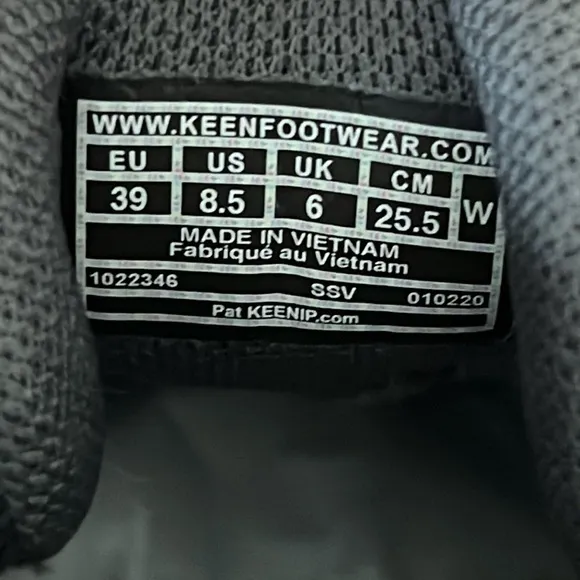 WWW.KEENFOOTWEAR.COM
EU US UK CM W
39 8.5 6 25.5
MADE IN VIETNAM
Fabriqué au Vietnam
1022346 SSV 010220
Pat KEENIP.com